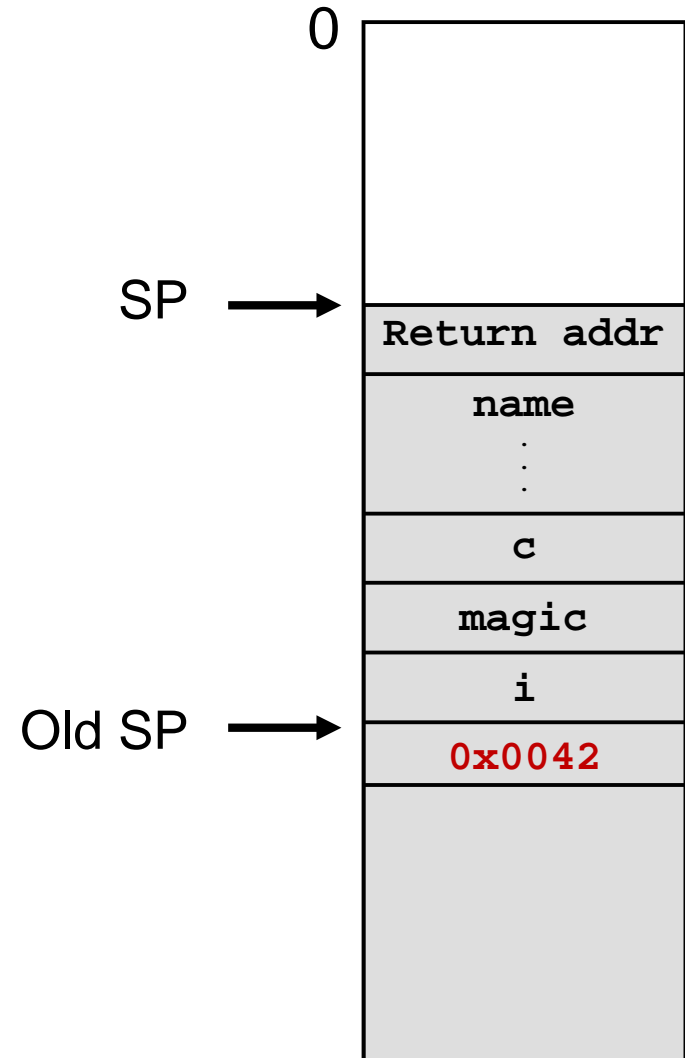 0
SP
Return addr
name
.
.
.
c
magic
i
Old SP
0x0042